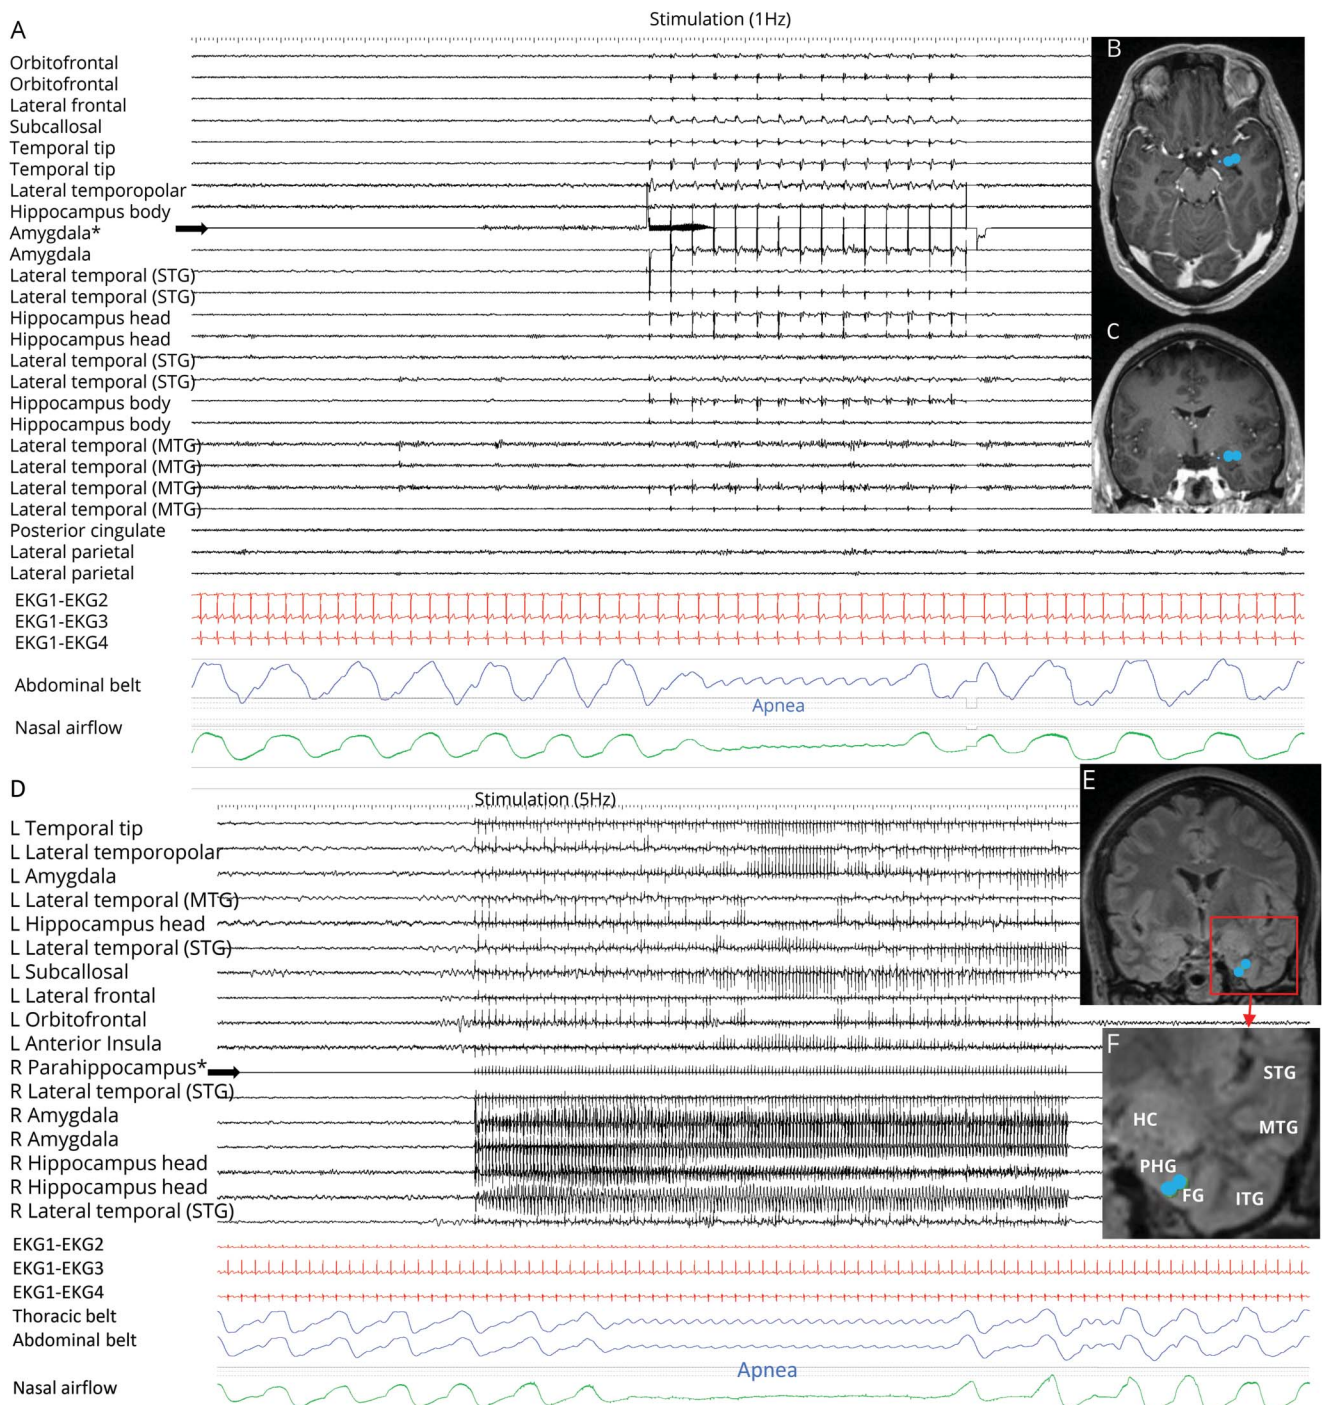 A
Stimulation (1Hz)
Orbitofrontal
Orbitofrontal
Lateral frontal
Subcallosal
Temporal tip
Temporal tip
Lateral temporopolar
Hippocampus body
Amygdala*
Amygdala
Lateral temporal (STG)
Lateral temporal (STG)
Hippocampus head
Hippocampus head
Lateral temporal (STG)
Lateral temporal (STG)
Hippocampus body
Hippocampus body
Lateral temporal (MTG)
Lateral temporal (MTG)
Lateral temporal (MTG)
Lateral temporal (MTG)
Posterior cingulate
Lateral parietal
Lateral parietal
EKG1-EKG2
EKG1-EKG3
EKG1-EKG4
Abdominal belt
Apnea
Nasal airflow
B
C
D
Stimulation (5Hz)
L Temporal tip
L Lateral temporopolar
L Amygdala
L Lateral temporal (MTG)
L Hippocampus head
L Lateral temporal (STG)
L Subcallosal
L Lateral frontal
L Orbitofrontal
L Anterior Insula
R Parahippocampus*
R Lateral temporal (STG)
R Amygdala
R Amygdala
R Hippocampus head
R Hippocampus head
R Lateral temporal (STG)
EKG1-EKG2
EKG1-EKG3
EKG1-EKG4
Thoracic belt
Abdominal belt
Apnea
Nasal airflow
E
F
STG
HC
MTG
PHG
FG
ITG